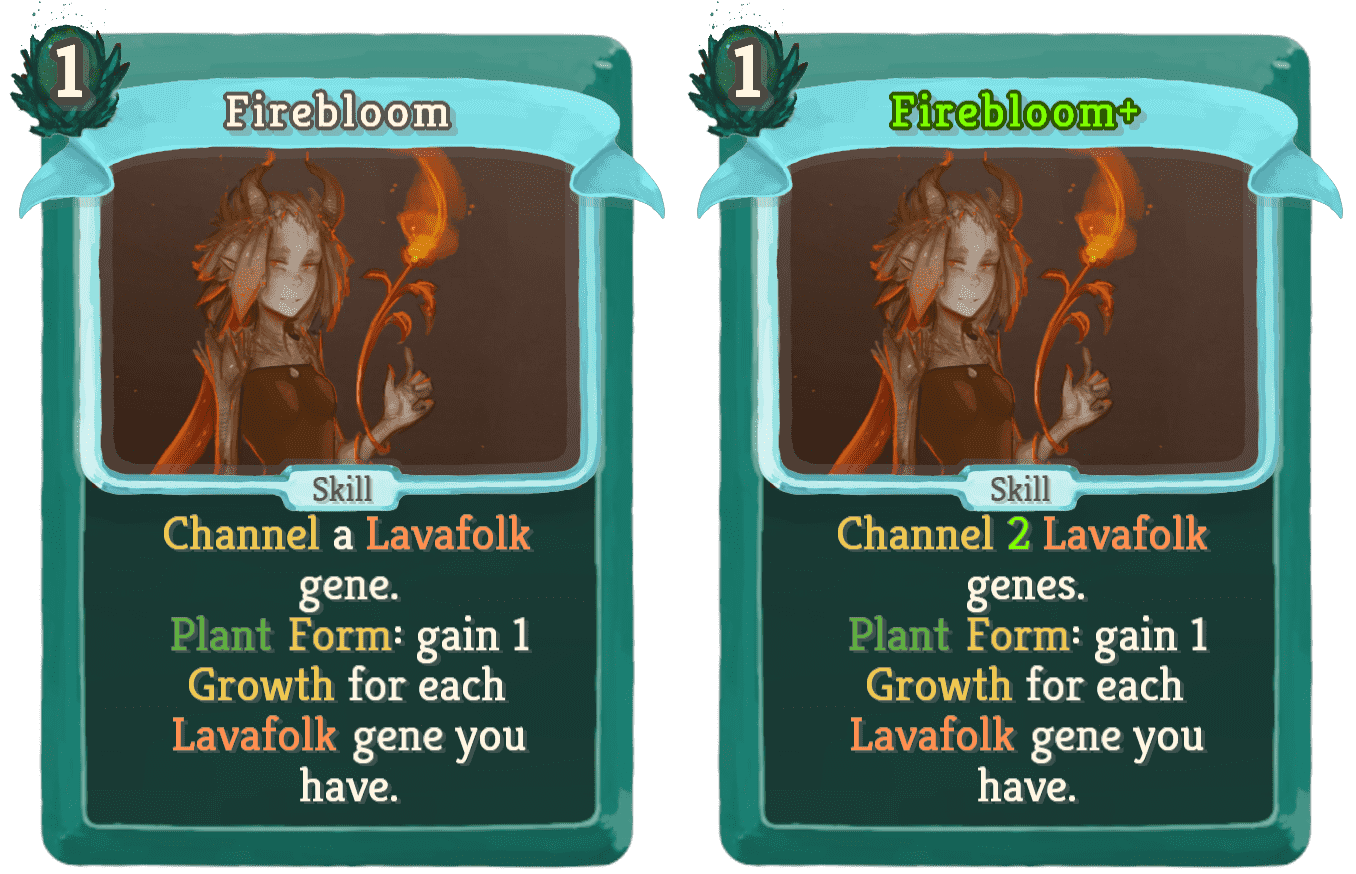 1
Firebloom
Skill
Channel a Lavafolk
gene.
Plant Form: gain 1
Growth for each
Lavafolk gene you
have.
1
Firebloom+
Skill
Channel 2 Lavafolk
genes.
Plant Form: gain 1
Growth for each
Lavafolk gene you
have.